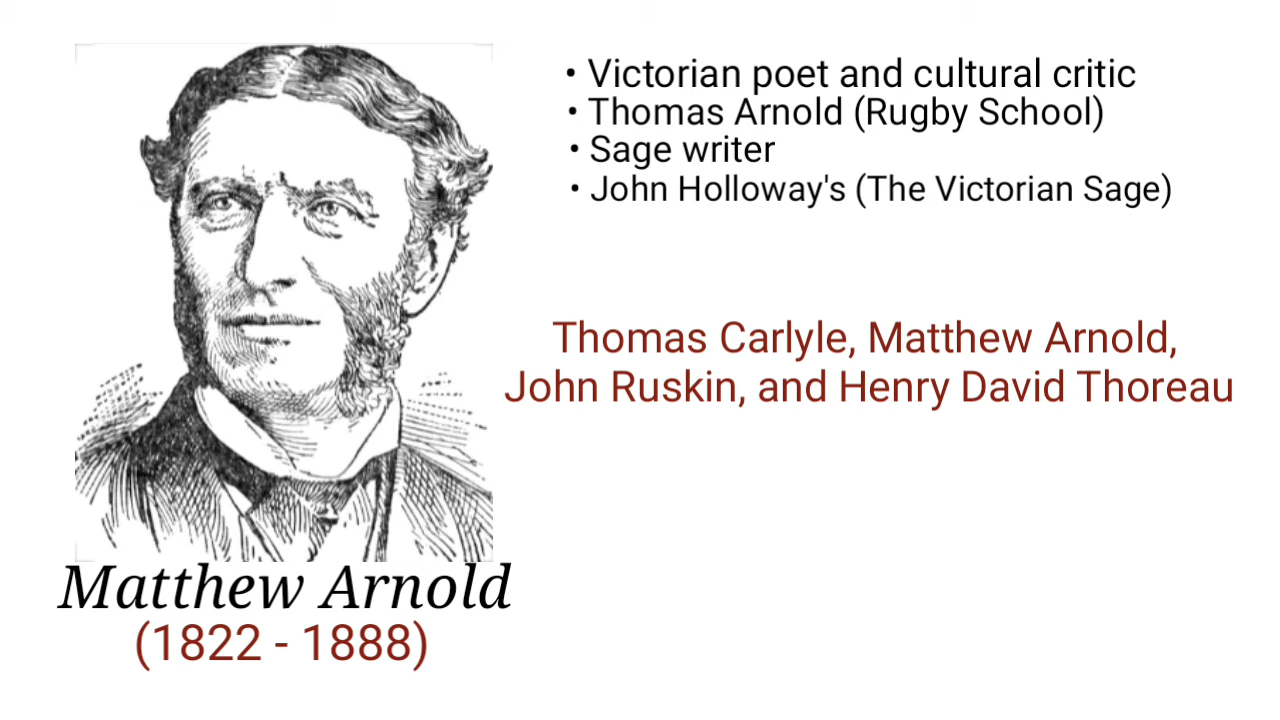 • Victorian poet and cultural critic
• Thomas Arnold (Rugby School)
• Sage writer
• John Holloway's (The Victorian Sage)
Thomas Carlyle, Matthew Arnold,
John Ruskin, and Henry David Thoreau
Matthew Arnold
(1822 - 1888)